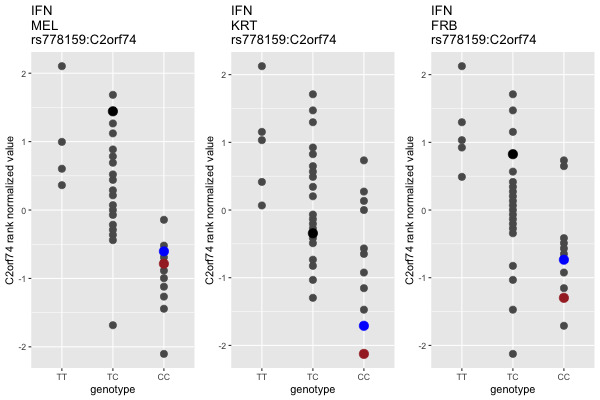 IFN
MEL
rs778159:C2orf74
C2orf74 rank normalized value
2
1
0
-1
-2
TT
TC
CC
genotype
IFN
KRT
rs778159:C2orf74
C2orf74 rank normalized value
2
1
0
-1
-2
TT
TC
CC
genotype
IFN
FRB
rs778159:C2orf74
C2orf74 rank normalized value
2
1
0
-1
-2
TT
TC
CC
genotype